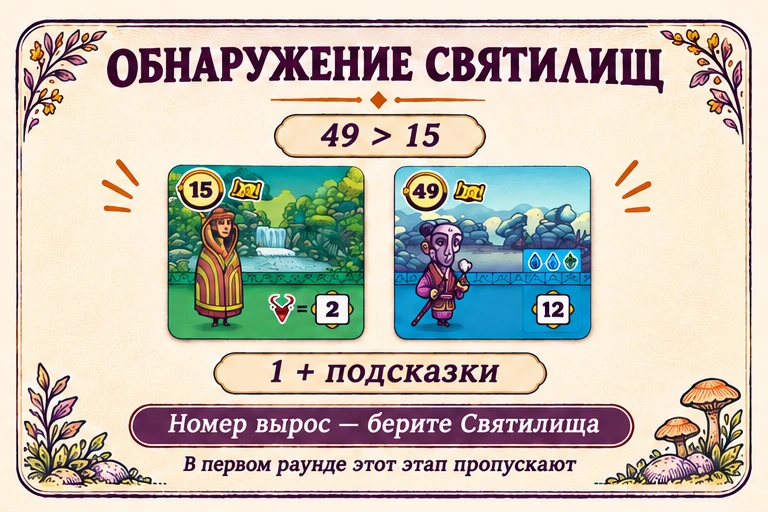 ОБНАРУЖЕНИЕ СВЯТИЛИЩ
49 > 15
15
= 2
49
12
1 + подсказки
Номер вырос — берите Святилища
В первом раунде этот этап пропускают